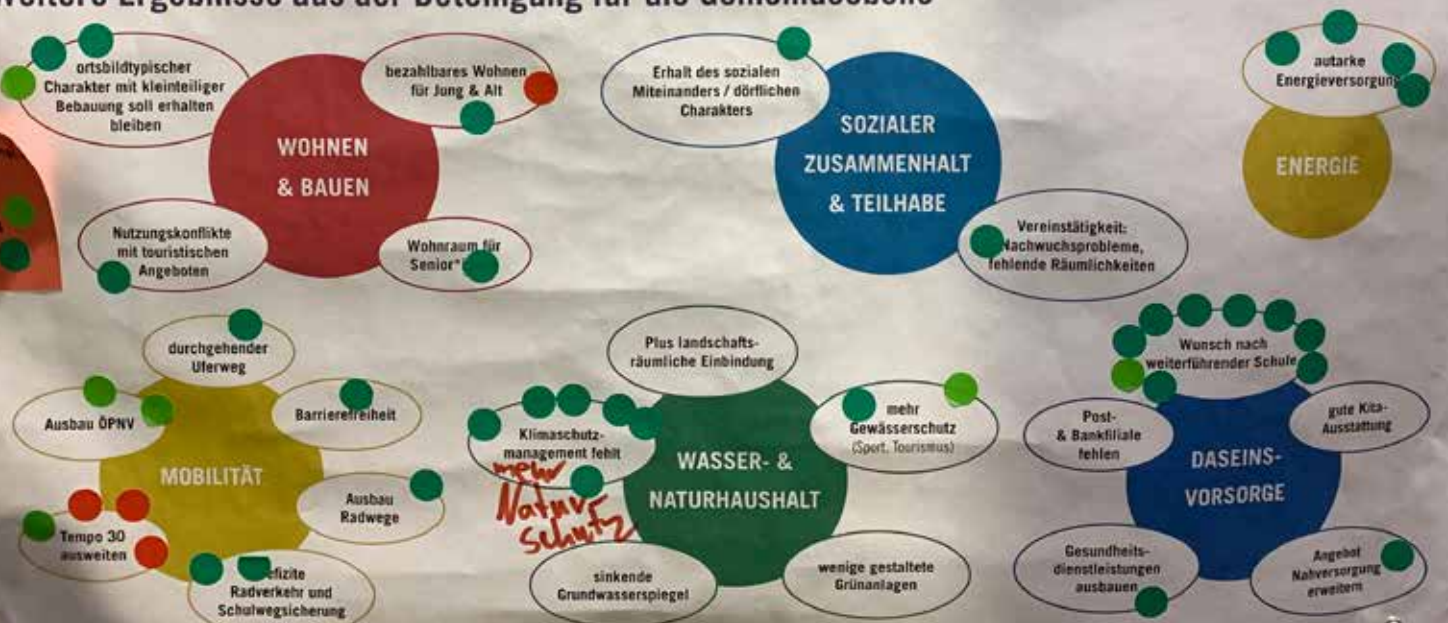 weitere Ergebnisse aus der Beteiligung für die Gemeindeebene
ortsbildtypischer
Charakter mit kleinteiliger
Bebauung soll erhalten
bleiben
bezahlbares Wohnen
für Jung & Alt
WOHNEN
& BAUEN
Nutzungskonflikte
mit touristischen
Angeboten
Wohnraum für
Erhalt des sozialen
Miteinanders / dörflichen
Charakters
SOZIALER
ZUSAMMENHALT
& TEILHABE
Vereinstätigkeit:
Nachwuchsprobleme,
fehlende Räumlichkeiten
autarke
Energieversorgung
ENERGIE
durchgehender
Uferweg
Ausbau ÖPNV
Barrierefreiheit
MOBILITÄT
Ausbau
Radwege
Tempo 30
ausweiten
Radverkehr und
Schulwegsicherung
Plus landschafts-
räumliche Einbindung
Klimaschutz-
management fehlt
mehr
Natur
schutz
mehr
Gewässerschutz
(Sport, Tourismus)
WASSER- &
NATURHAUSHALT
sinkende
Grundwasserspiegel
wenige gestaltete
Grünanlagen
Wunsch nach
weiterführender Schule
Post-
& Bankfiliale
fehlen
gute Kita-
Ausstattung
DASEINS-
VORSORGE
Gesundheits-
dienstleistungen
ausbauen
Angebot
Nahversorgung
erweitern